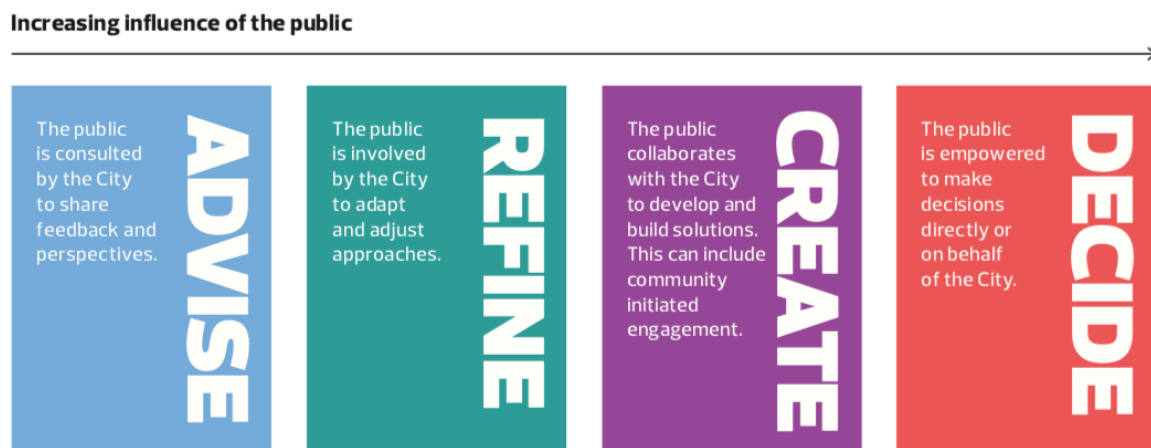 Increasing influence of the public
The public
is consulted
by the City
to share
feedback and
perspectives.
ADVISE
The public
is involved
by the City
to adapt
and adjust
approaches.
REFINE
The public
collaborates
with the City
to develop and
build solutions.
This can include
community
initiated
engagement.
CREATE
The public
is empowered
to make
decisions
directly or
on behalf
of the City.
DECIDE